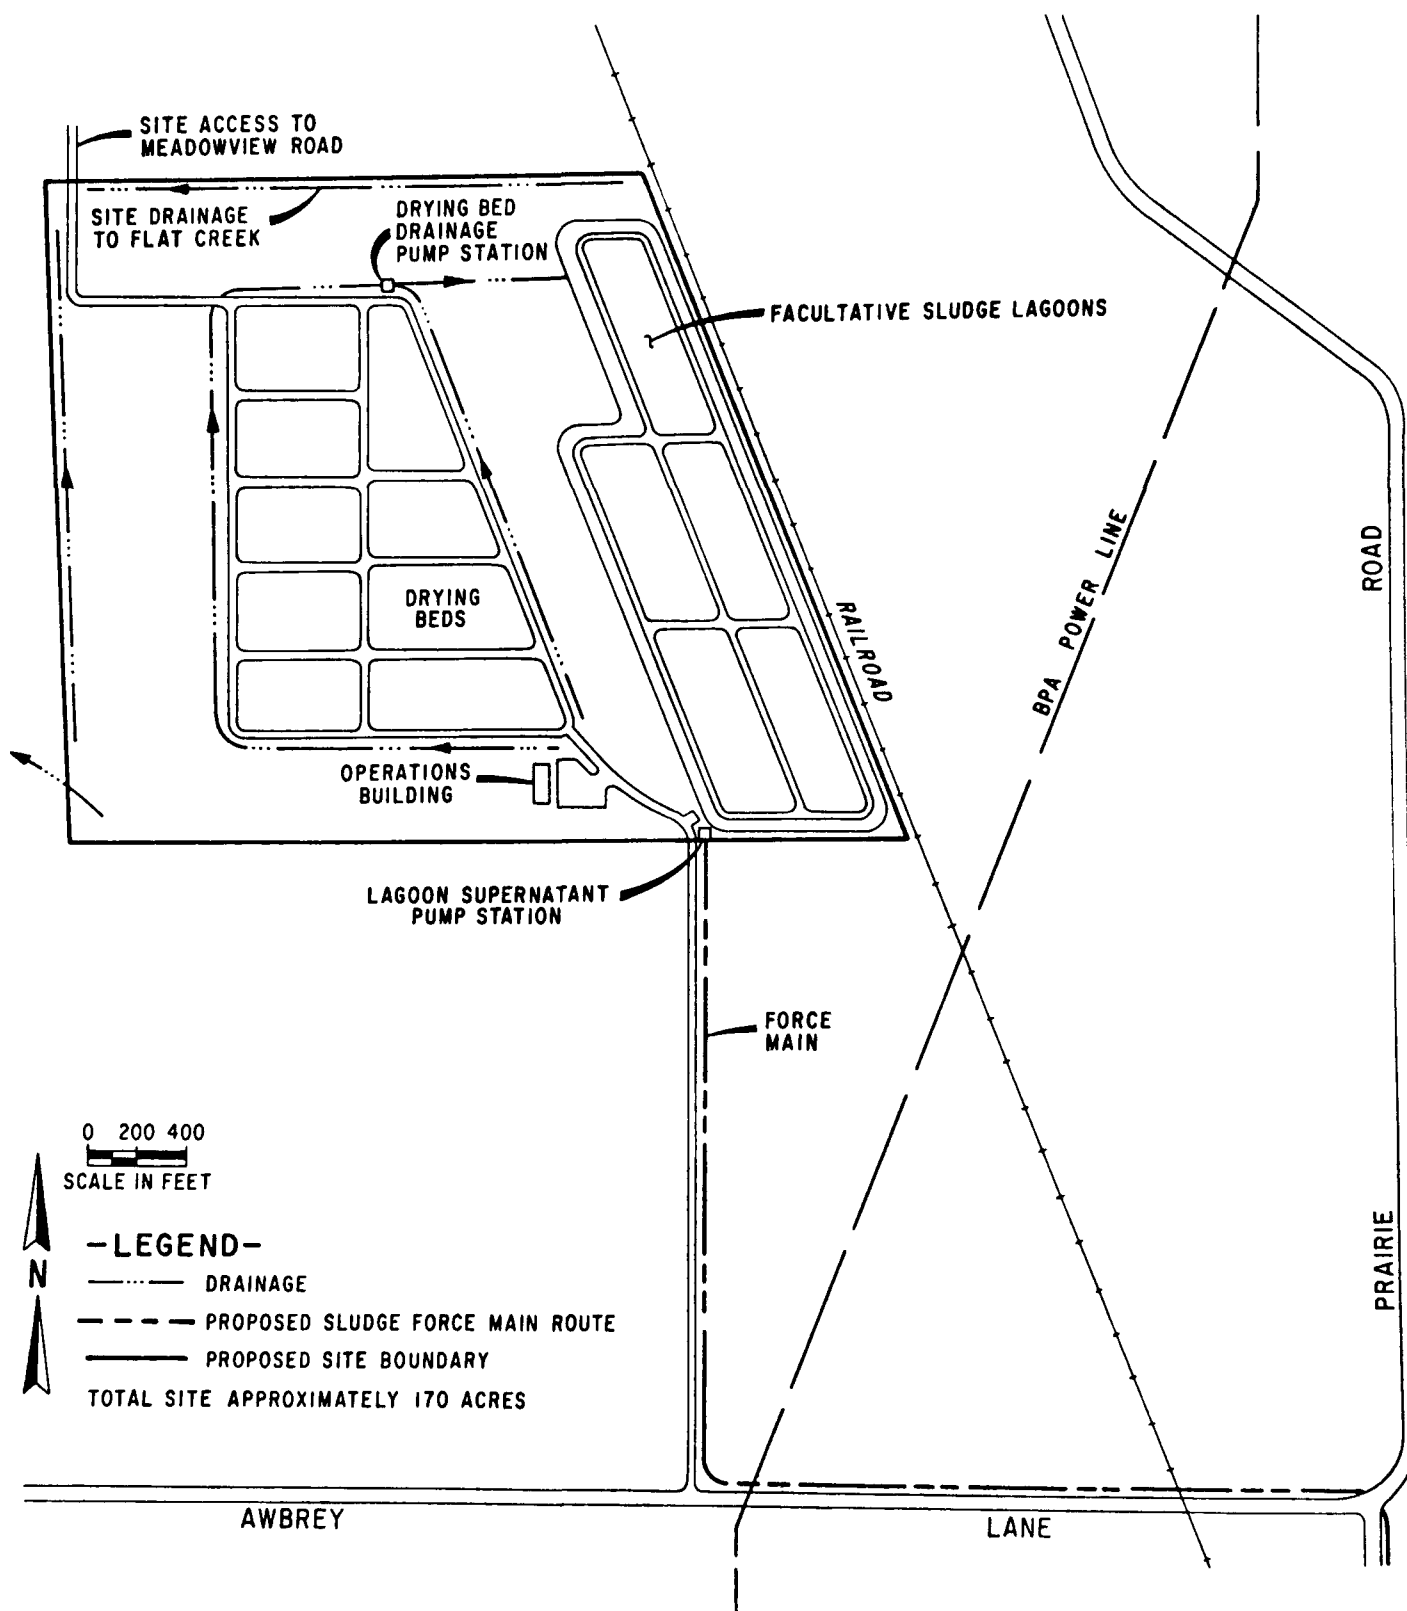 SITE ACCESS TO
MEADOWVIEW ROAD
SITE DRAINAGE
TO FLAT CREEK
DRYING BED
DRAINAGE
PUMP STATION
FACULTATIVE SLUDGE LAGOONS
DRYING
BEDS
RAILROAD
BPA POWER LINE
ROAD
PRAIRIE
OPERATIONS
BUILDING
LAGOON SUPERNATANT
PUMP STATION
FORCE
MAIN
0 200 400
SCALE IN FEET
N
-LEGEND-
DRAINAGE
PROPOSED SLUDGE FORCE MAIN ROUTE
PROPOSED SITE BOUNDARY
TOTAL SITE APPROXIMATELY 170 ACRES
AWBREY
LANE